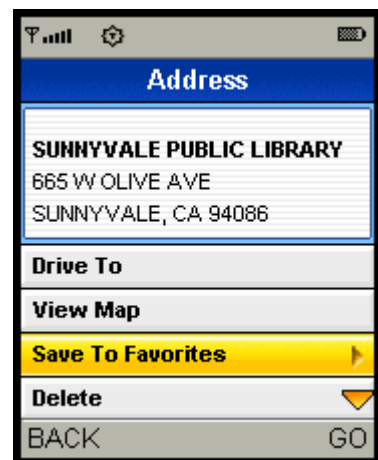 Address
SUNNYVALE PUBLIC LIBRARY
665 W OLIVE AVE
SUNNYVALE, CA 94086
Drive To
View Map
Save To Favorites
Delete
BACK GO